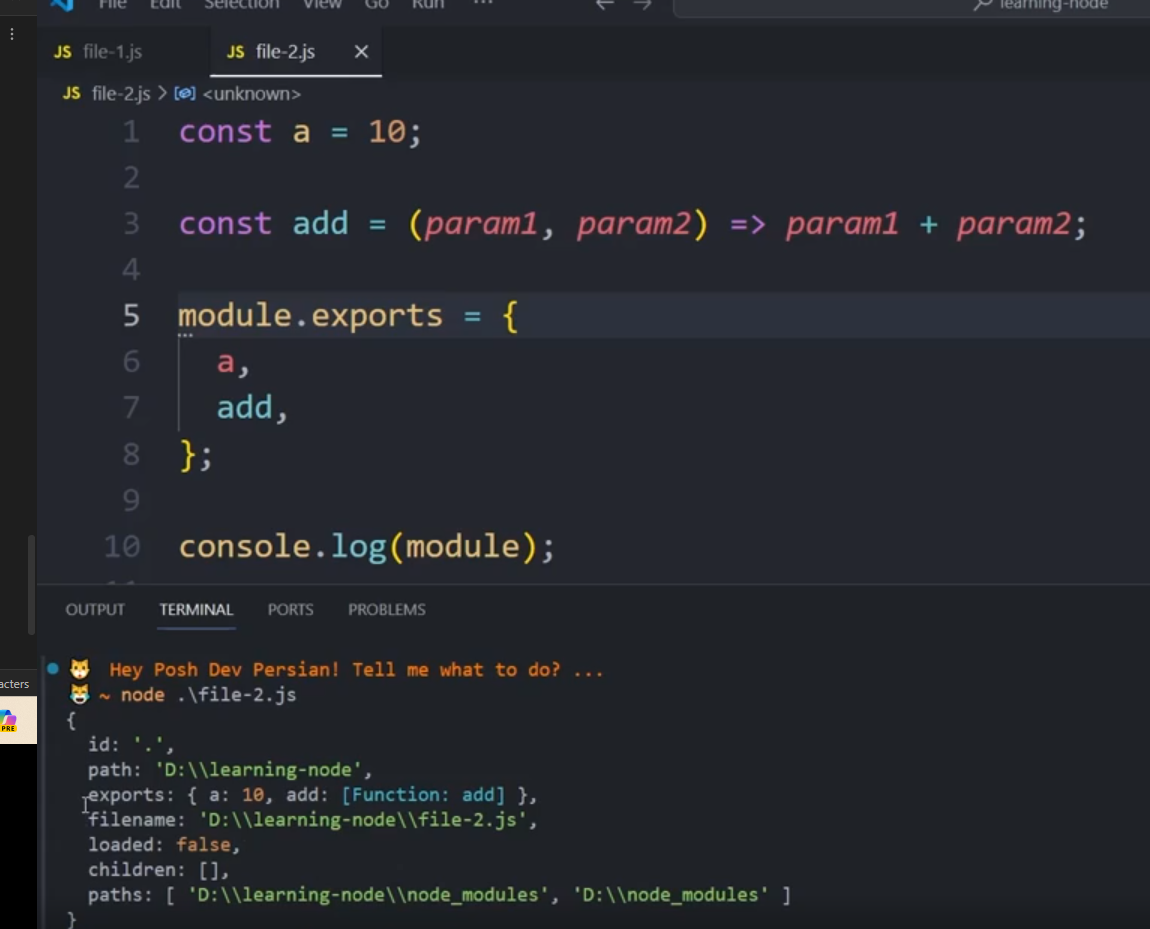 File Edit Selection View Go Run ... learning-node
JS file-1.js JS file-2.js
JS file-2.js > <unknown>
1 const a = 10;
2
3 const add = (param1, param2) => param1 + param2;
4
5 module.exports = {
6 a,
7 add,
8 };
9
10 console.log(module);
OUTPUT TERMINAL PORTS PROBLEMS
Hey Posh Dev Persian! Tell me what to do? ...
~ node .\file-2.js
{
id: '.',
path: 'D:\\learning-node',
exports: { a: 10, add: [Function: add] },
filename: 'D:\\learning-node\\file-2.js',
loaded: false,
children: [],
paths: [ 'D:\\learning-node\\node_modules', 'D:\\node_modules' ]
}
acters
PRE